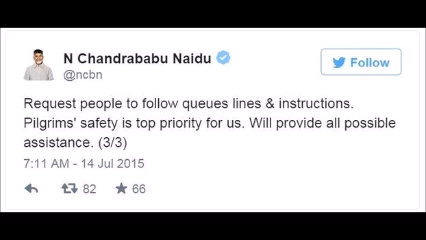 N Chandrababu Naidu
Follow
@ncbn
Request people to follow queues lines & instructions.
Pilgrims' safety is top priority for us. Will provide all possible
assistance. (3/3)
7:11 AM - 14 Jul 2015
82 66